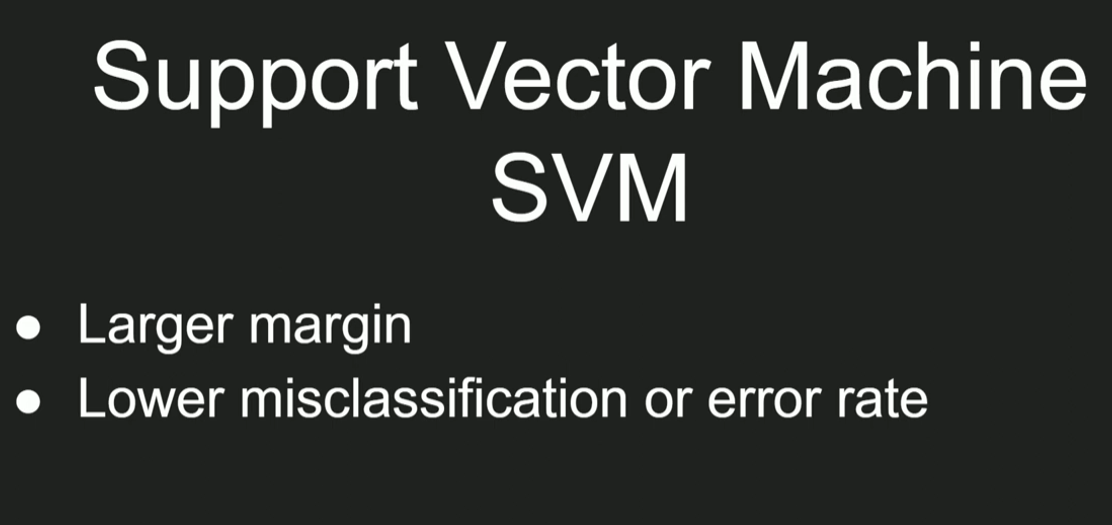 Support Vector Machine
SVM
● Larger margin
● Lower misclassification or error rate